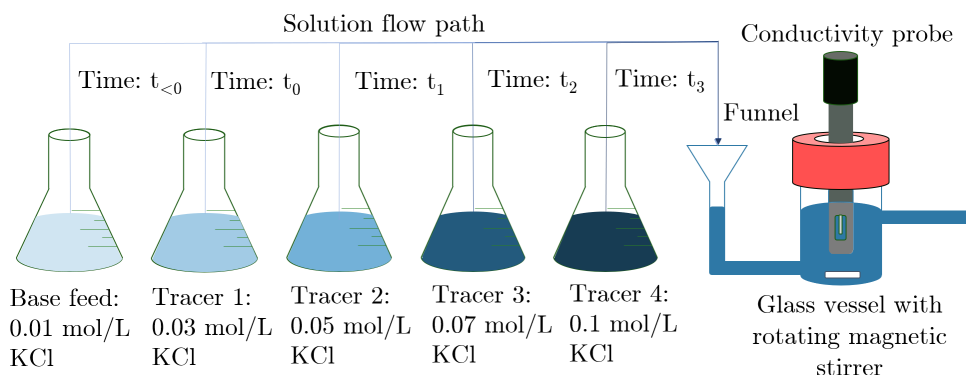 Solution flow path
Conductivity probe
Time: t<0
Time: t0
Time: t1
Time: t2
Time: t3
Funnel
Base feed:
0.01 mol/L
KCl
Tracer 1:
0.03 mol/L
KCl
Tracer 2:
0.05 mol/L
KCl
Tracer 3:
0.07 mol/L
KCl
Tracer 4:
0.1 mol/L
KCl
Glass vessel with
rotating magnetic
stirrer